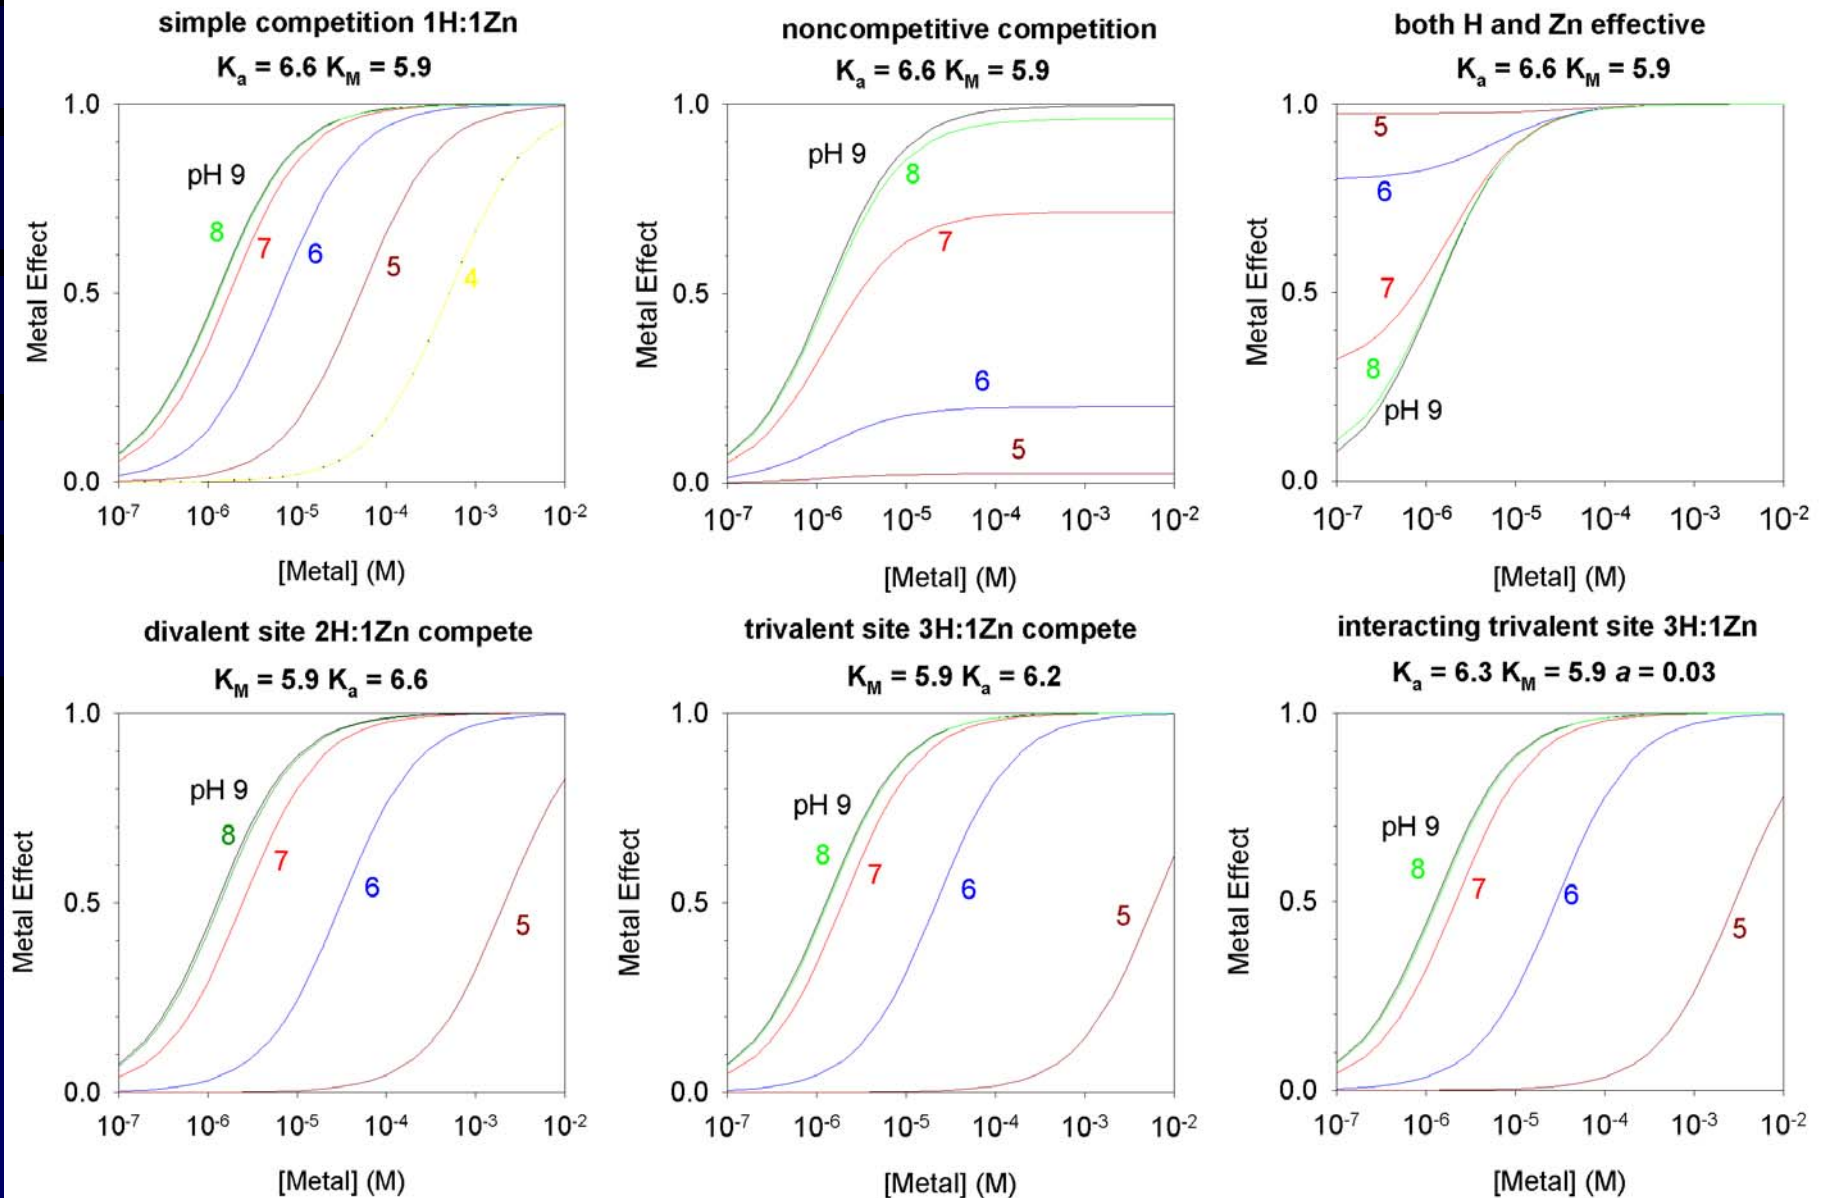 simple competition 1H:1Zn
Ka = 6.6 KM = 5.9
1.0
0.5
0.0
Metal Effect
pH 9
8
7
6
5
4
10-7 10-6 10-5 10-4 10-3 10-2
[Metal] (M)
noncompetitive competition
Ka = 6.6 KM = 5.9
1.0
0.5
0.0
Metal Effect
pH 9
8
7
6
5
10-7 10-6 10-5 10-4 10-3 10-2
[Metal] (M)
both H and Zn effective
Ka = 6.6 KM = 5.9
1.0
0.5
0.0
Metal Effect
5
6
7
8
pH 9
10-7 10-6 10-5 10-4 10-3 10-2
[Metal] (M)
divalent site 2H:1Zn compete
KM = 5.9 Ka = 6.6
1.0
0.5
0.0
Metal Effect
pH 9
8
7
6
5
10-7 10-6 10-5 10-4 10-3 10-2
[Metal] (M)
trivalent site 3H:1Zn compete
KM = 5.9 Ka = 6.2
1.0
0.5
0.0
Metal Effect
pH 9
8
7
6
5
10-7 10-6 10-5 10-4 10-3 10-2
[Metal] (M)
interacting trivalent site 3H:1Zn
Ka = 6.3 KM = 5.9 a = 0.03
1.0
0.5
0.0
Metal Effect
pH 9
8
7
6
5
10-7 10-6 10-5 10-4 10-3 10-2
[Metal] (M)